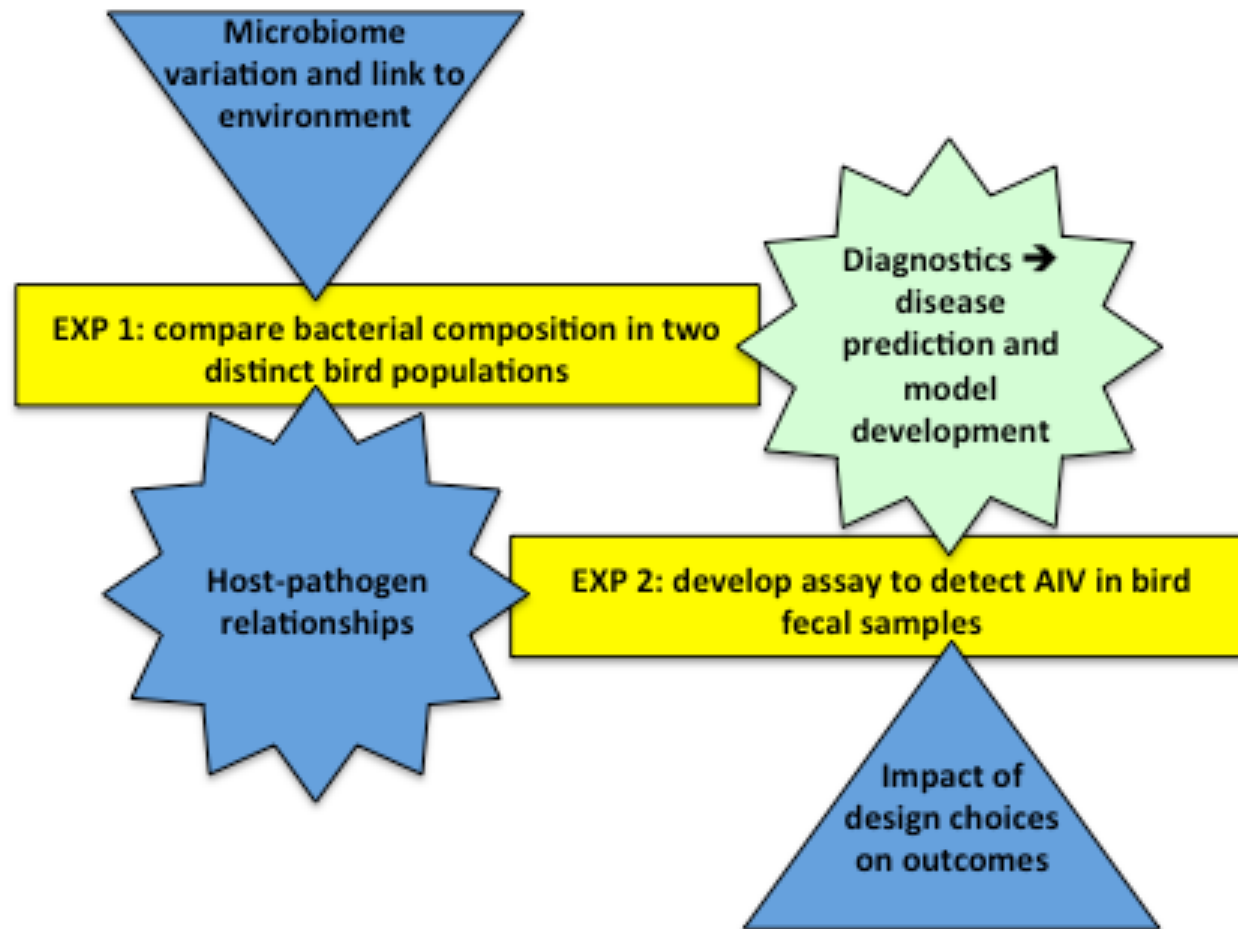 Microbiome
variation and link to
environment
EXP 1: compare bacterial composition in two
distinct bird populations
Diagnostics ➔
disease
prediction and
model
development
Host-pathogen
relationships
EXP 2: develop assay to detect AIV in bird
fecal samples
Impact of
design choices
on outcomes